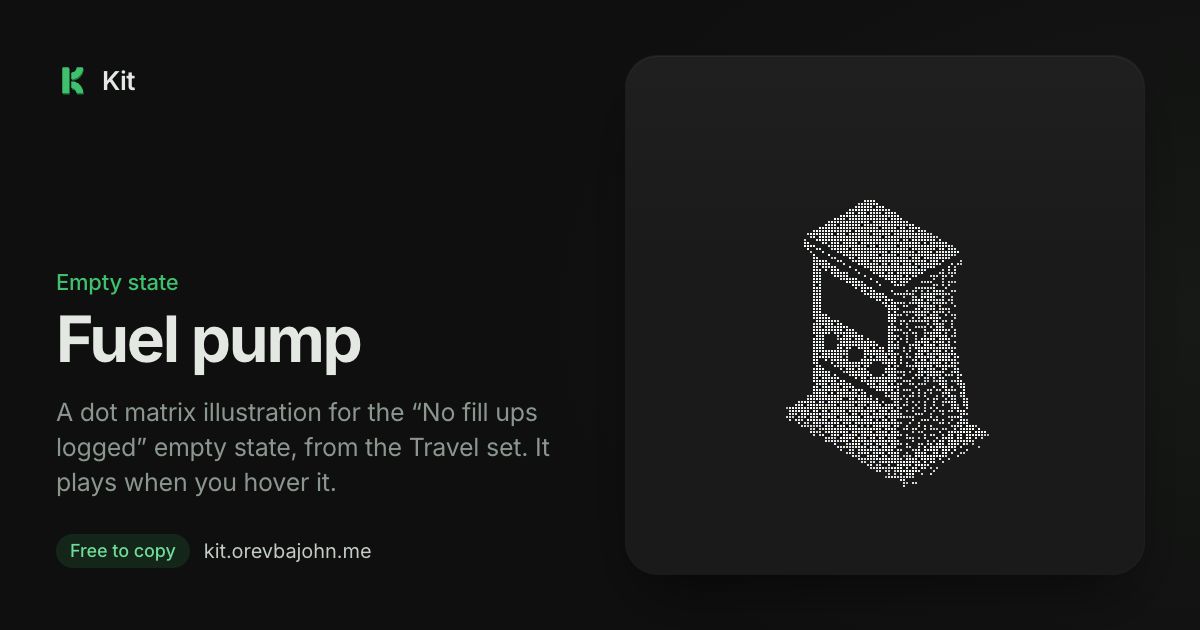 Kit
Empty state
Fuel pump
A dot matrix illustration for the “No fill ups
logged” empty state, from the Travel set. It
plays when you hover it.
Free to copy
kit.orevbajohn.me